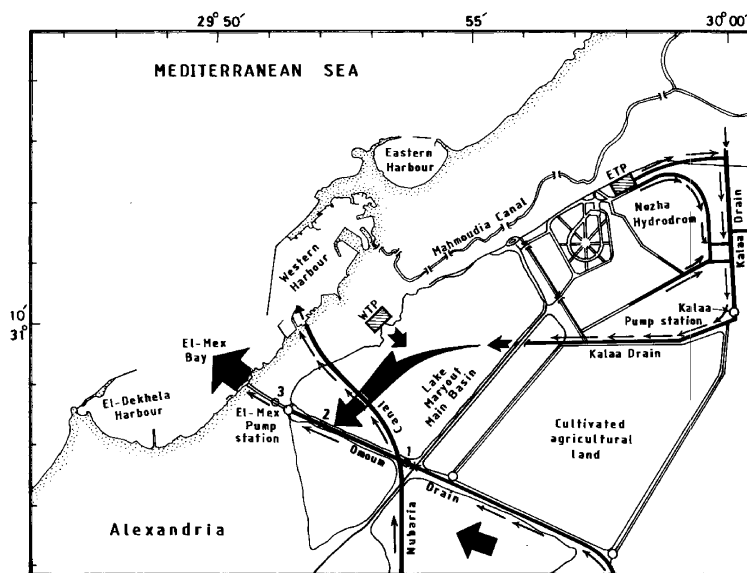 29° 50′
55
30° 00′
MEDITERRANEAN SEA
Eastern
Harbour
ETP
Nozha
Hydrodrom
Kalaa Drain
Mahmoudia Canal
Western
Harbour
WTP
10′
31°
Kalaa
Pump station
Kalaa Drain
El-Mex
Bay
El-Dekhela
Harbour
3
El-Mex
Pump
station
2
Lake
Maryout
Main Basin
Canal
Cultivated
agricultural
land
Omoum
1
Drain
Alexandria
Nubaria